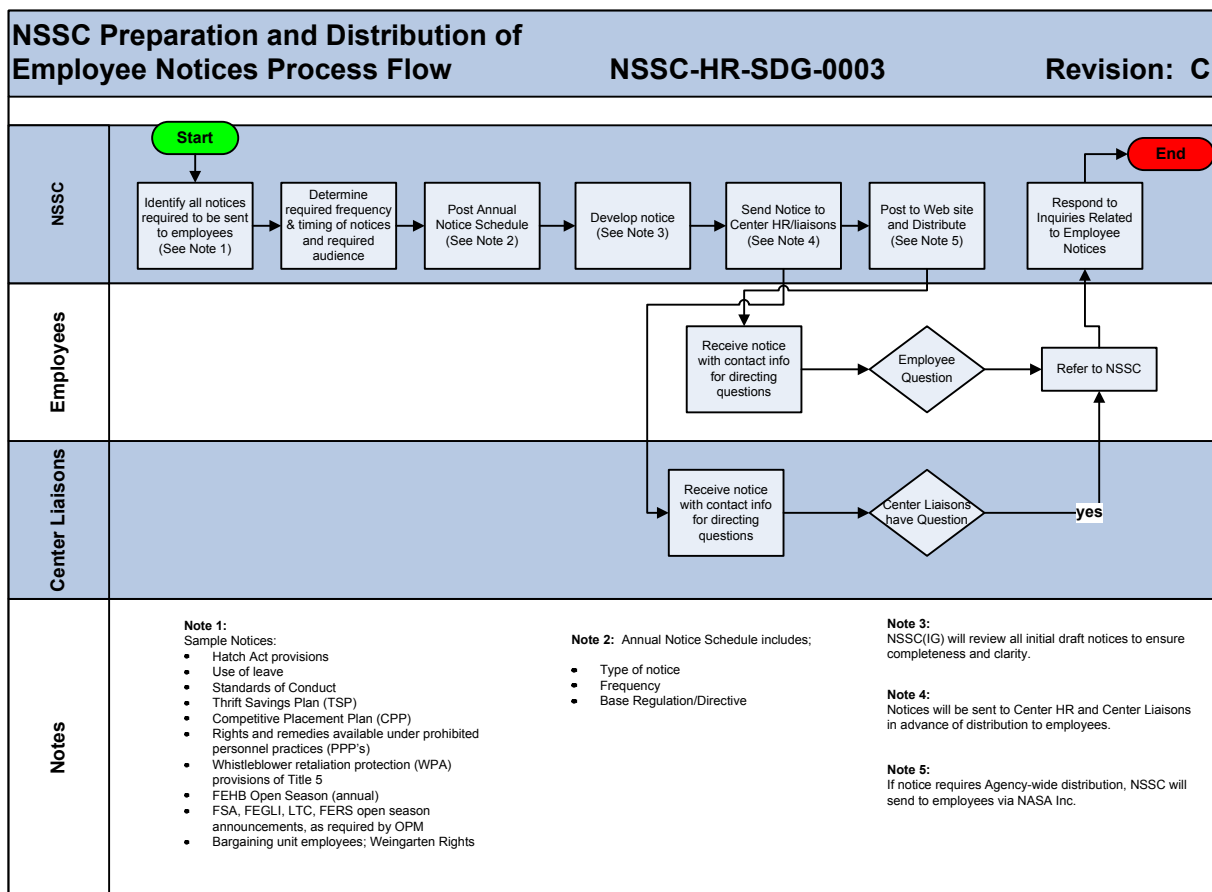 NSSC Preparation and Distribution of
Employee Notices Process Flow NSSC-HR-SDG-0003 Revision: C
NSSC
Start
End
Identify all notices
required to be sent
to employees
(See Note 1)
Determine
required frequency
& timing of notices
and required
audience
Post Annual
Notice Schedule
(See Note 2)
Develop notice
(See Note 3)
Send Notice to
Center HR/liaisons
(See Note 4)
Post to Web site
and Distribute
(See Note 5)
Respond to
Inquiries Related
to Employee
Notices
Employees
Receive notice
with contact info
for directing
questions
Employee
Question
Refer to NSSC
Center Liaisons
Receive notice
with contact info
for directing
questions
Center Liaisons
have Question
yes
Notes
Note 1:
Sample Notices:
• Hatch Act provisions
• Use of leave
• Standards of Conduct
• Thrift Savings Plan (TSP)
• Competitive Placement Plan (CPP)
• Rights and remedies available under prohibited
personnel practices (PPP's)
• Whistleblower retaliation protection (WPA)
provisions of Title 5
• FEHB Open Season (annual)
• FSA, FEGLI, LTC, FERS open season
announcements, as required by OPM
• Bargaining unit employees; Weingarten Rights
Note 2: Annual Notice Schedule includes;
• Type of notice
• Frequency
• Base Regulation/Directive
Note 3:
NSSC(IG) will review all initial draft notices to ensure
completeness and clarity.
Note 4:
Notices will be sent to Center HR and Center Liaisons
in advance of distribution to employees.
Note 5:
If notice requires Agency-wide distribution, NSSC will
send to employees via NASA Inc.